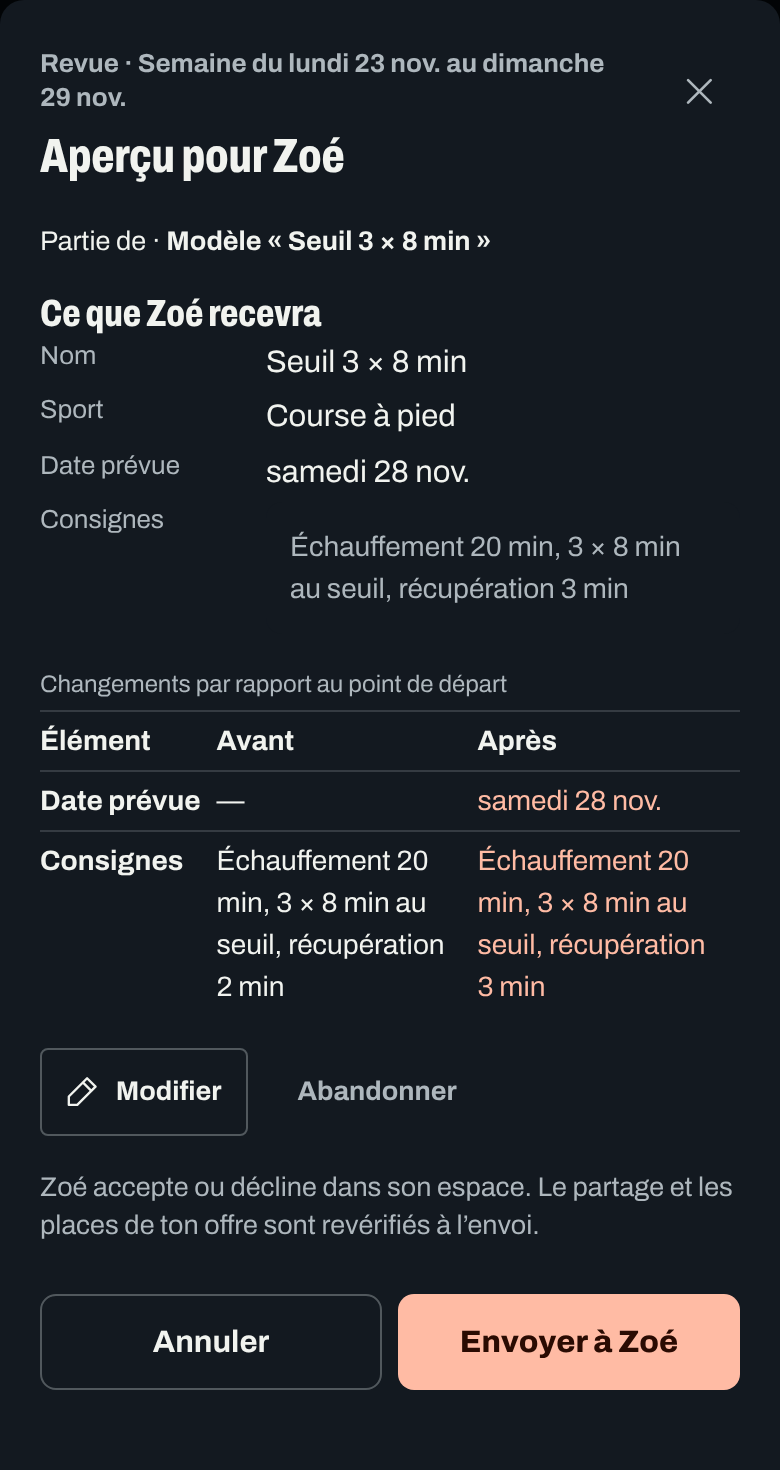 Revue · Semaine du lundi 23 nov. au dimanche
29 nov.
Aperçu pour Zoé
Partie de · Modèle « Seuil 3 × 8 min »
Ce que Zoé recevra
Nom Seuil 3 × 8 min
Sport Course à pied
Date prévue samedi 28 nov.
Consignes
Échauffement 20 min, 3 × 8 min
au seuil, récupération 3 min
Changements par rapport au point de départ
Élément Avant Après
Date prévue — samedi 28 nov.
Consignes Échauffement 20 Échauffement 20
min, 3 × 8 min au min, 3 × 8 min au
seuil, récupération seuil, récupération
2 min 3 min
Modifier Abandonner
Zoé accepte ou décline dans son espace. Le partage et les
places de ton offre sont revérifiés à l’envoi.
Annuler Envoyer à Zoé